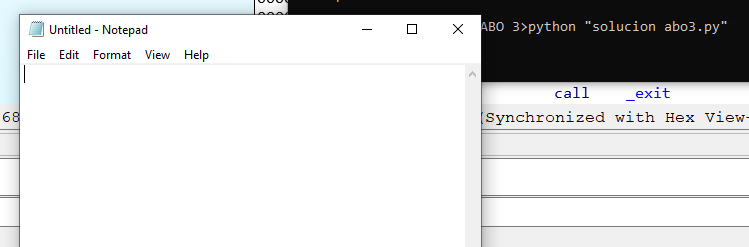 Untitled - Notepad
File Edit Format View Help
ABO 3>python "solucion abo3.py"
call _exit
68
(Synchronized with Hex View-